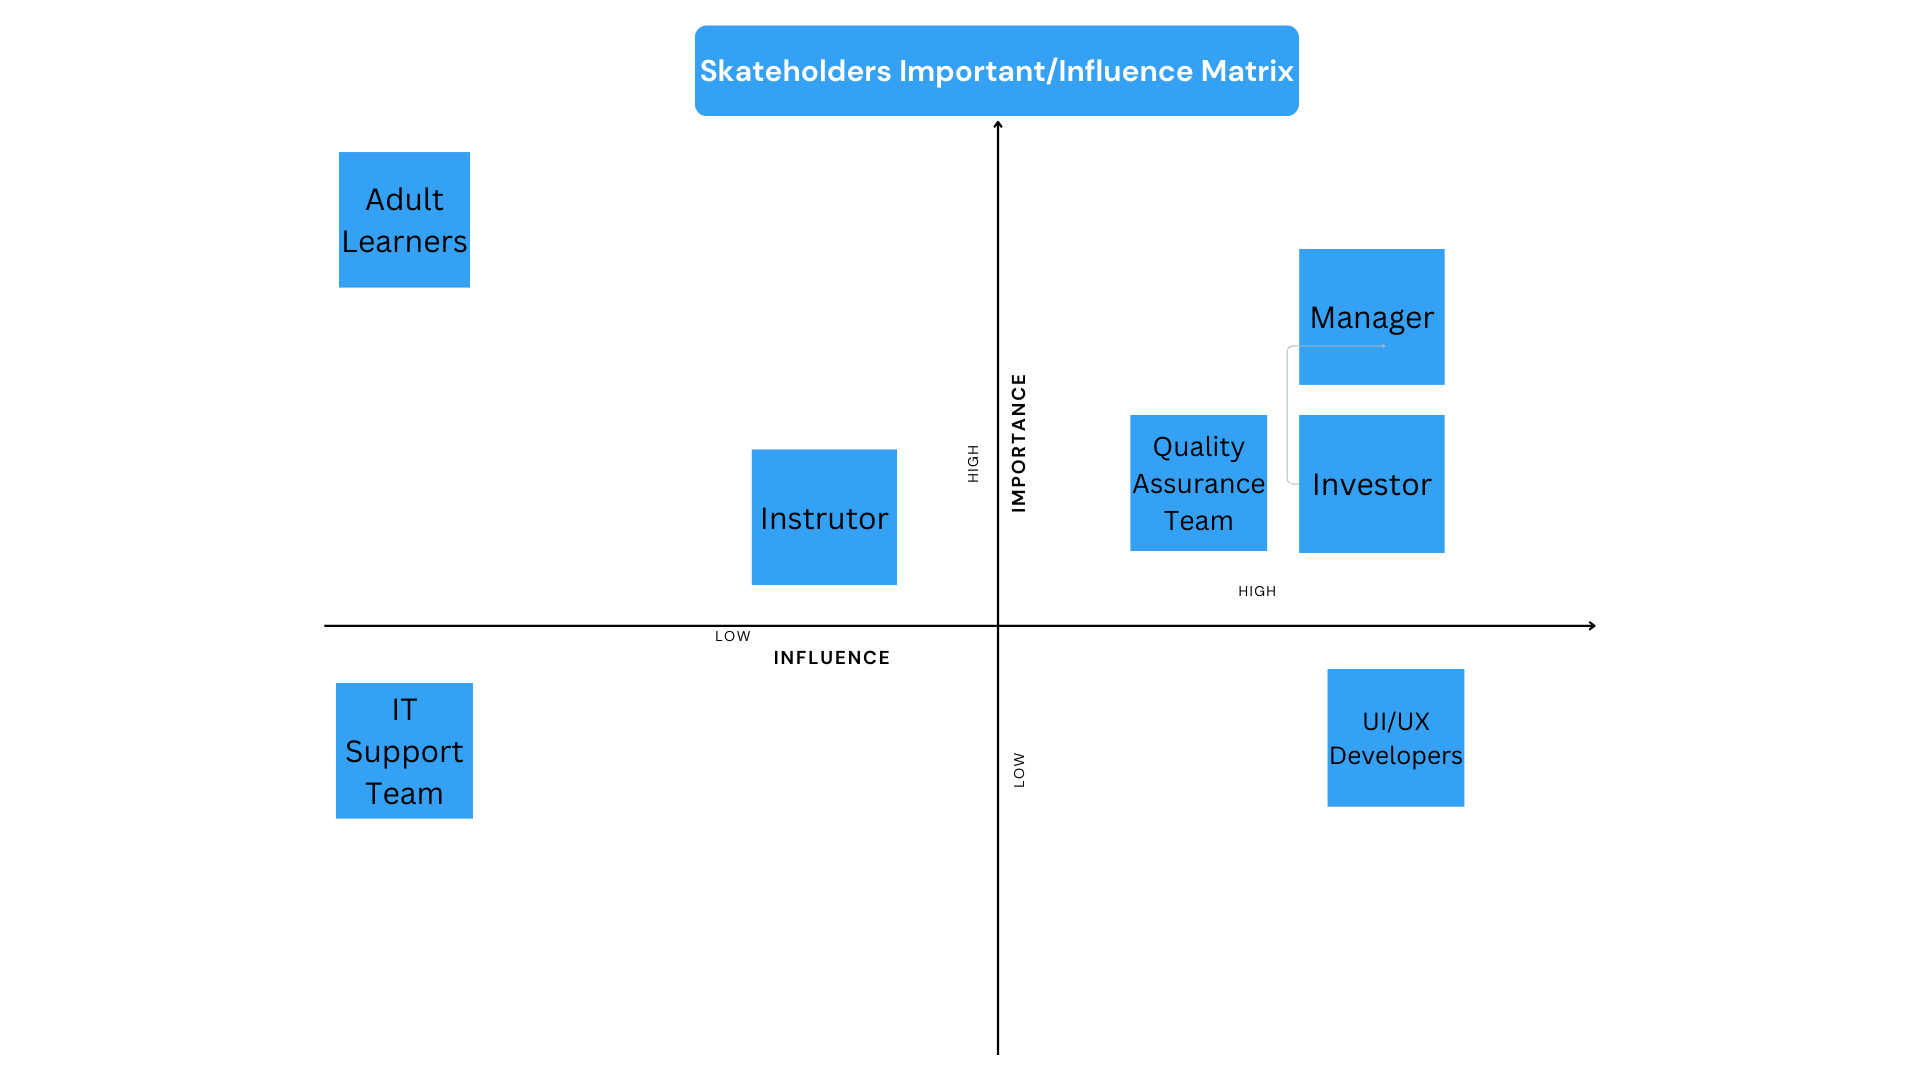 Skateholders Important/Influence Matrix
Adult
Learners
Manager
IMPORTANCE
HIGH
Quality
Assurance
Team
Investor
Instrutor
HIGH
LOW
INFLUENCE
IT
Support
Team
UI/UX
Developers
LOW